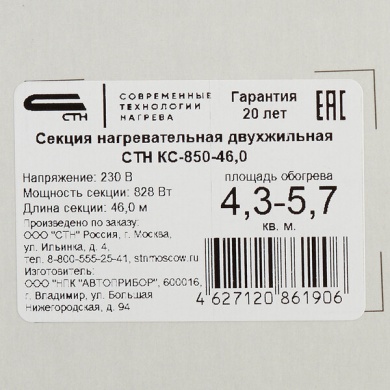 СТН
СОВРЕМЕННЫЕ
ТЕХНОЛОГИИ
НАГРЕВА
Гарантия
20 лет
ЕАС
Секция нагревательная двухжильная
СТН КС-850-46,0
Напряжение: 230 В
Мощность секции: 828 Вт
Длина секции: 46,0 м
Произведено по заказу:
ООО "СТН" Россия, г. Москва,
ул. Ильинка, д. 4,
тел. 8-800-555-25-41, stnmoscow.ru
Изготовитель:
ООО "НПК "АВТОПРИБОР", 600016,
г. Владимир, ул. Большая
Нижегородская, д. 94
площадь обогрева
4,3-5,7
кв. м.
4 627120 861906